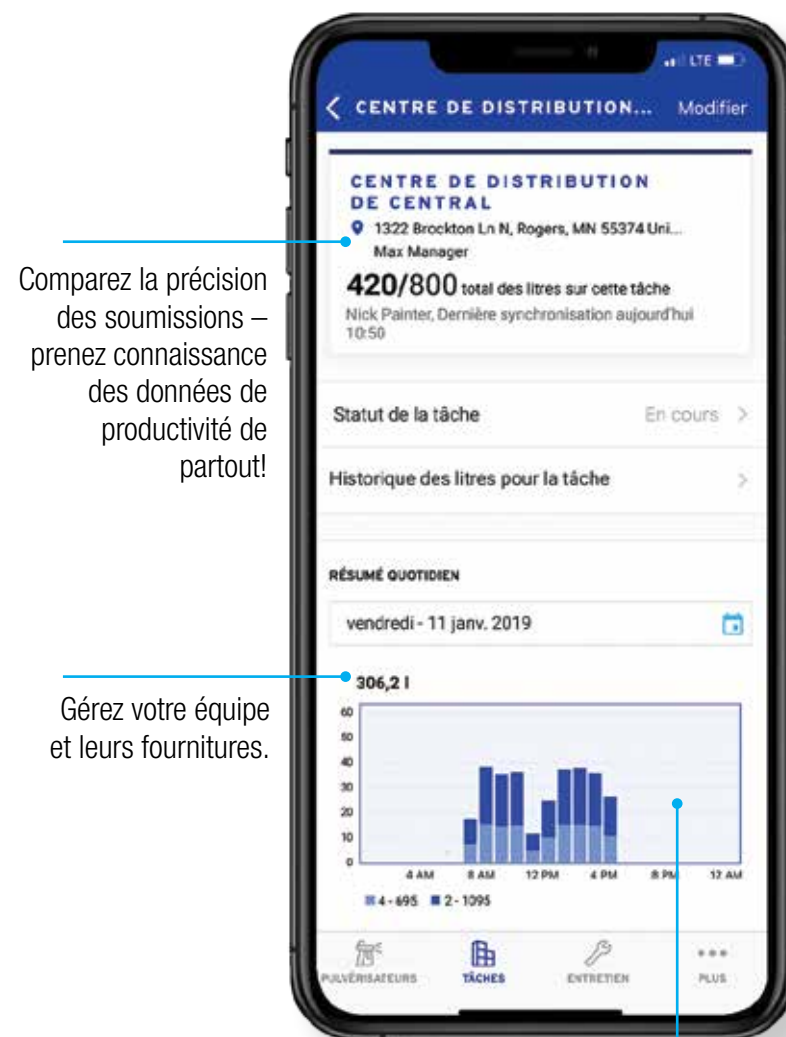 LTE
CENTRE DE DISTRIBUTION... Modifier
CENTRE DE DISTRIBUTION
DE CENTRAL
1322 Brockton Ln N, Rogers, MN 55374 Uni...
Max Manager
420/800 total des litres sur cette tâche
Nick Painter, Dernière synchronisation aujourd'hui
10:50
Comparez la précision
des soumissions –
prenez connaissance
des données de
productivité de
partout!
Statut de la tâche En cours
Historique des litres pour la tâche
RÉSUMÉ QUOTIDIEN
vendredi - 11 janv. 2019
306,2 l
Gérez votre équipe
et leurs fournitures.
60
50
40
30
20
10
0
4 AM 8 AM 12 PM 4 PM 8 PM 12 AM
4 - 695 2 - 1095
PULVÉRISATEURS TÂCHES ENTRETIEN PLUS